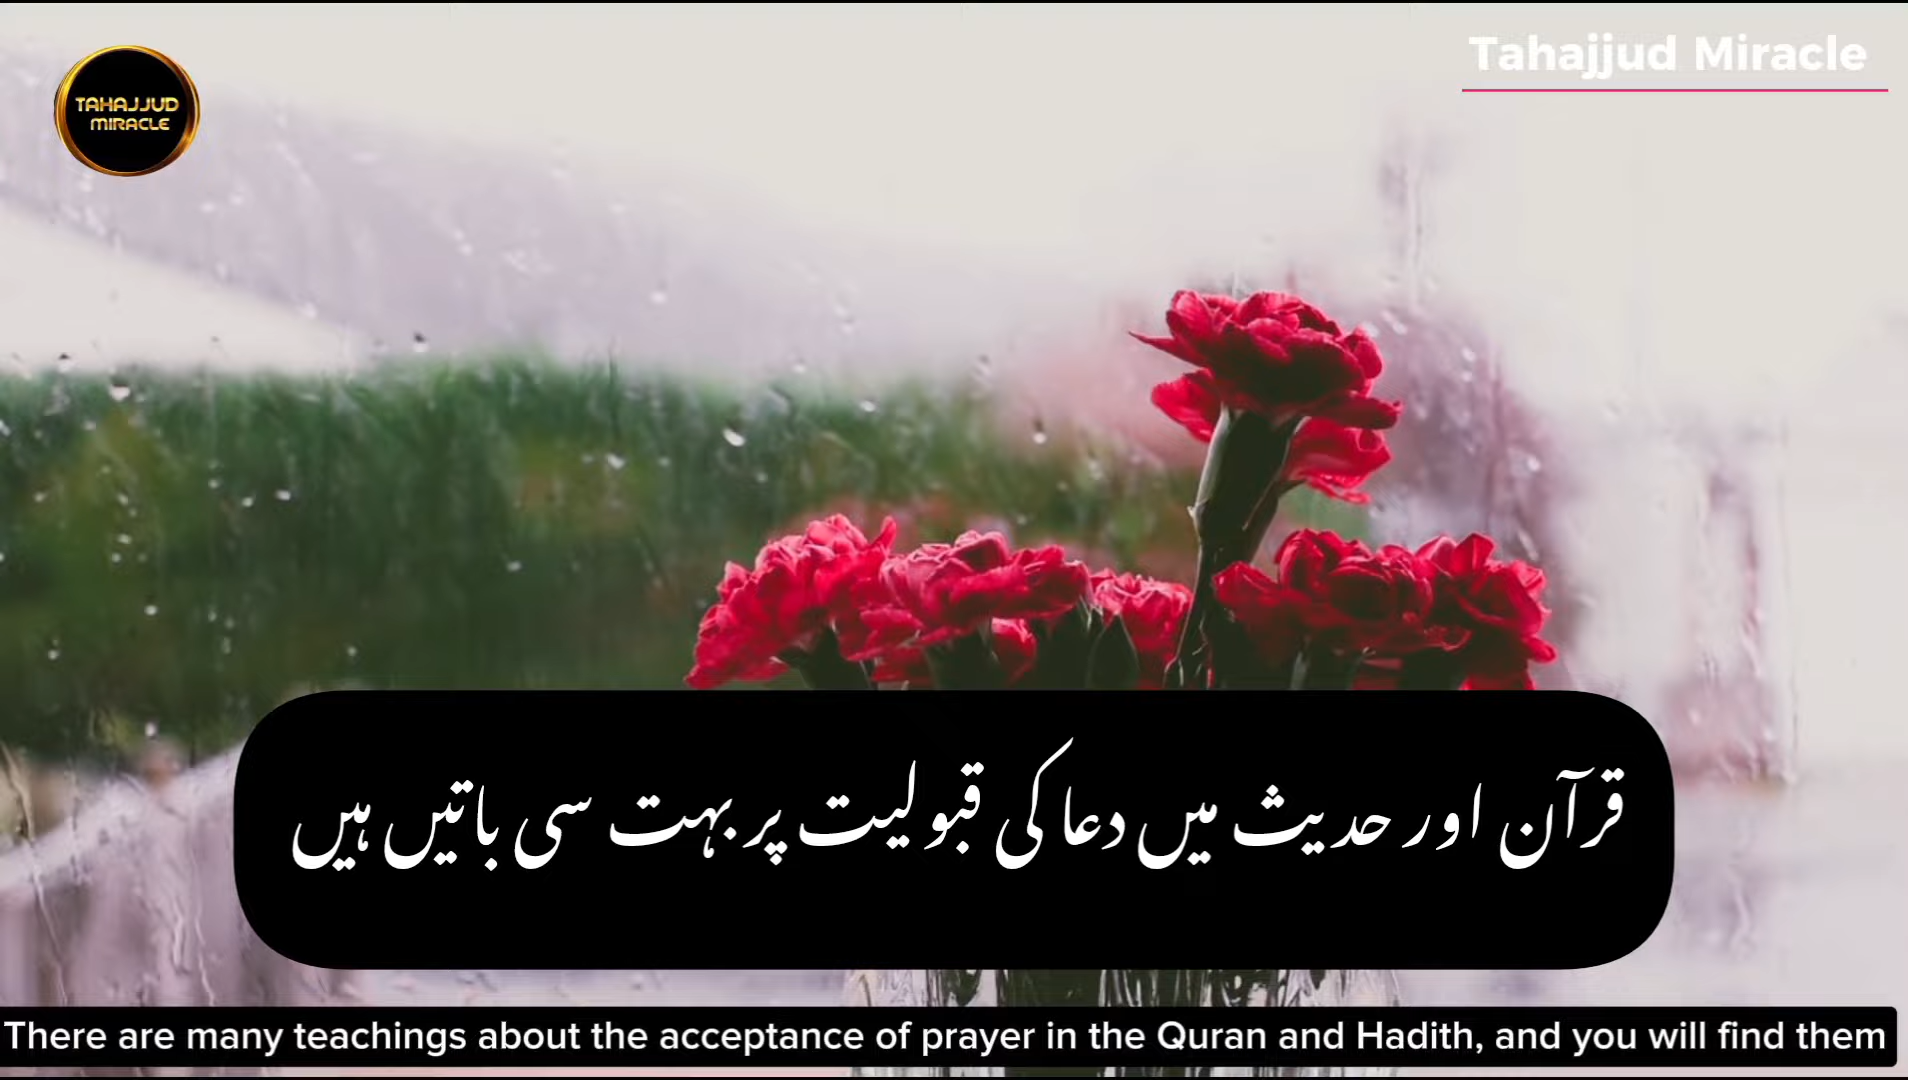 TAHAJJUD
MIRACLE
Tahajjud Miracle
قرآن اور حدیث میں دعا کی قبولیت پر بہت سی باتیں ہیں
There are many teachings about the acceptance of prayer in the Quran and Hadith, and you will find them